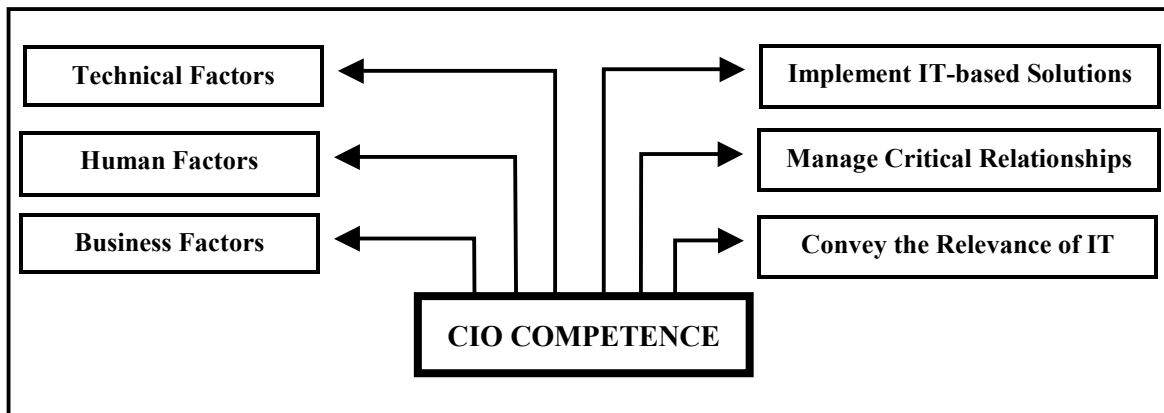 Technical Factors
Human Factors
Business Factors
Implement IT-based Solutions
Manage Critical Relationships
Convey the Relevance of IT
CIO COMPETENCE